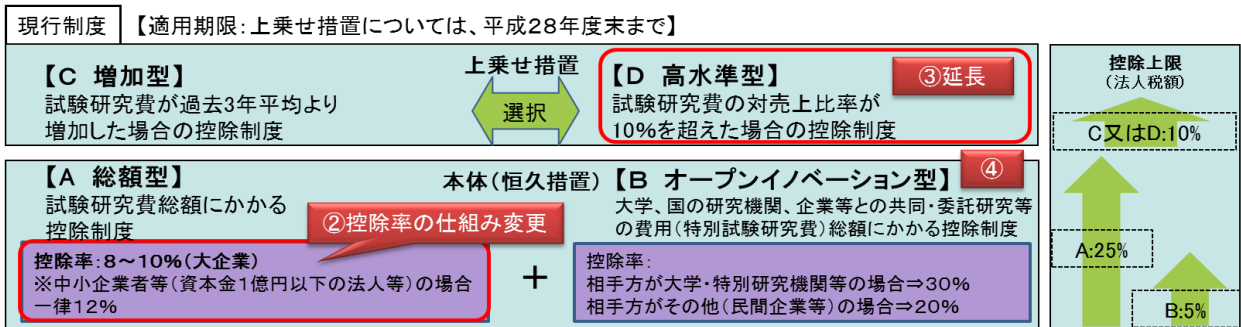 現行制度 【適用期限:上乗せ措置については、平成28年度末まで】
【C 増加型】
試験研究費が過去3年平均より
増加した場合の控除制度
上乗せ措置
選択
【D 高水準型】
③延長
試験研究費の対売上比率が
10%を超えた場合の控除制度
【A 総額型】
試験研究費総額にかかる
控除制度
②控除率の仕組み変更
控除率:8~10%(大企業)
※中小企業者等(資本金1億円以下の法人等)の場合
一律12%
本体(恒久措置)
+
【B オープンイノベーション型】
④
大学、国の研究機関、企業等との共同・委託研究等
の費用(特別試験研究費)総額にかかる控除制度
控除率:
相手方が大学・特別研究機関等の場合⇒30%
相手方がその他(民間企業等)の場合⇒20%
控除上限
(法人税額)
C又はD:10%
A:25%
B:5%